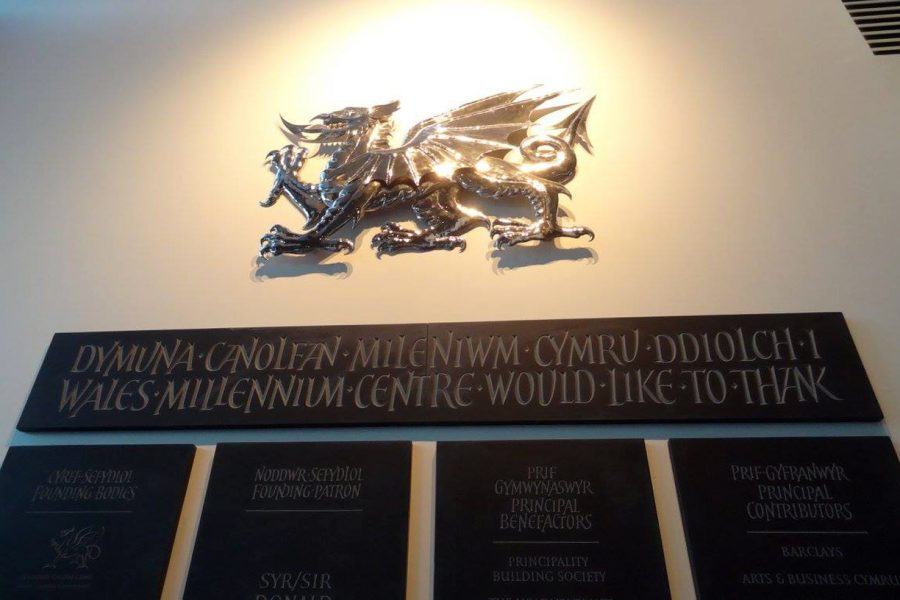 DYMUNA·CANOLFAN·MILENIWM·CYMRU·DDIOLCH·I
WALES·MILLENNIUM·CENTRE·WOULD·LIKE·TO·THANK
CYRFF·SEFYDLOL
FOUNDING·BODIES
NODDWR·SEFYDLOL
FOUNDING·PATRON
SYR/SIR
DONALD
PRIF
GYMWYNASWYR
PRINCIPAL
BENEFACTORS
PRINCIPALITY
BUILDING SOCIETY
PRIF·GYFRANWYR
PRINCIPAL
CONTRIBUTORS
BARCLAYS
ARTS & BUSINESS CYMRU